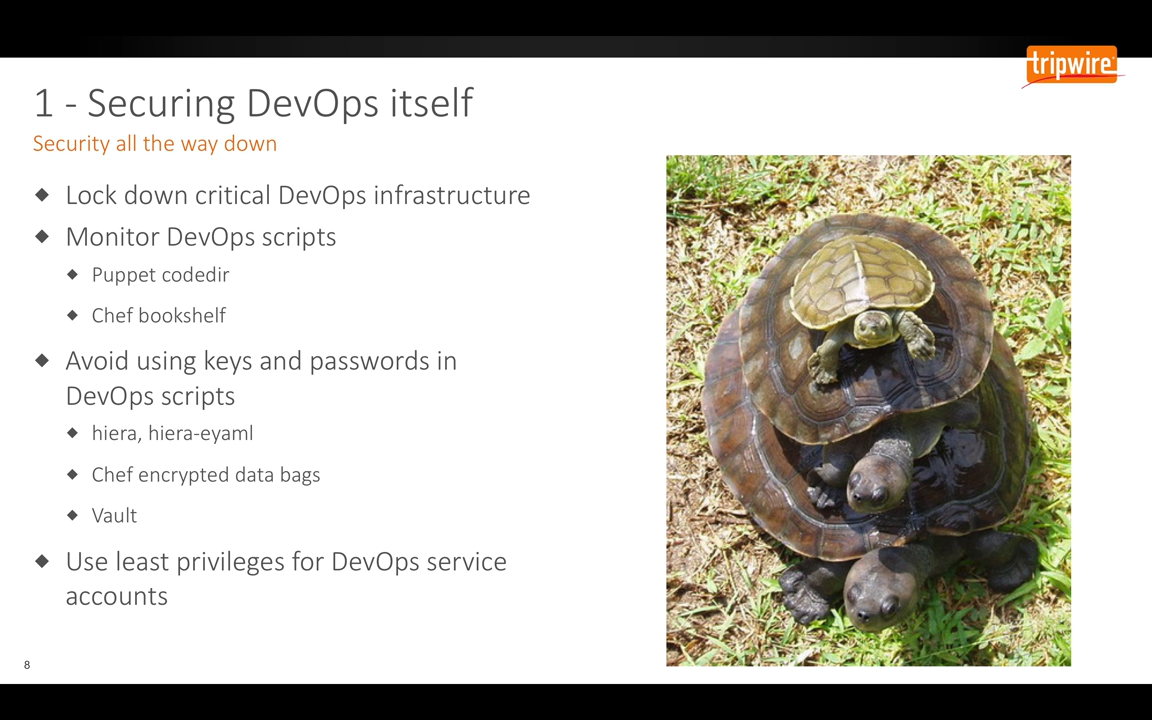 tripwire
1 - Securing DevOps itself
Security all the way down
Lock down critical DevOps infrastructure
Monitor DevOps scripts
Puppet codedir
Chef bookshelf
Avoid using keys and passwords in
DevOps scripts
hiera, hiera-eyaml
Chef encrypted data bags
Vault
Use least privileges for DevOps service
accounts
8